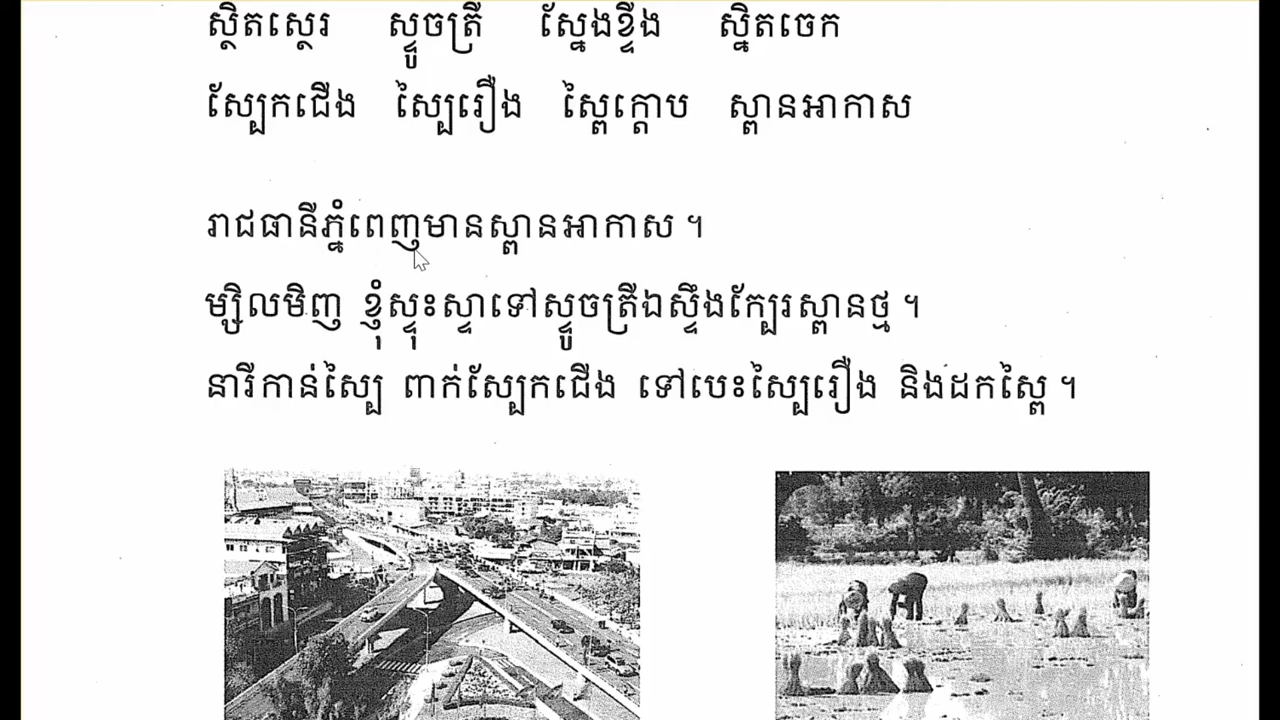 ស្ថិតស្ថេរ ស្ទូចត្រី ស្នែងខ្ទីង ស្និតចេក
ស្បែកជើង ស្បៃរឿង ស្ពៃក្ដោប ស្ពានអាកាស
រាជធានីភ្នំពេញមានស្ពានអាកាស ។
ម្សិលមិញ ខ្ញុំស្ទុះស្ទាទៅស្ទូចត្រីឯស្ទឹងក្បែរស្ពានថ្ម ។
នារីកាន់ស្បៃ ពាក់ស្បែកជើង ទៅបេះស្បៃរឿង និងដកស្ពៃ ។